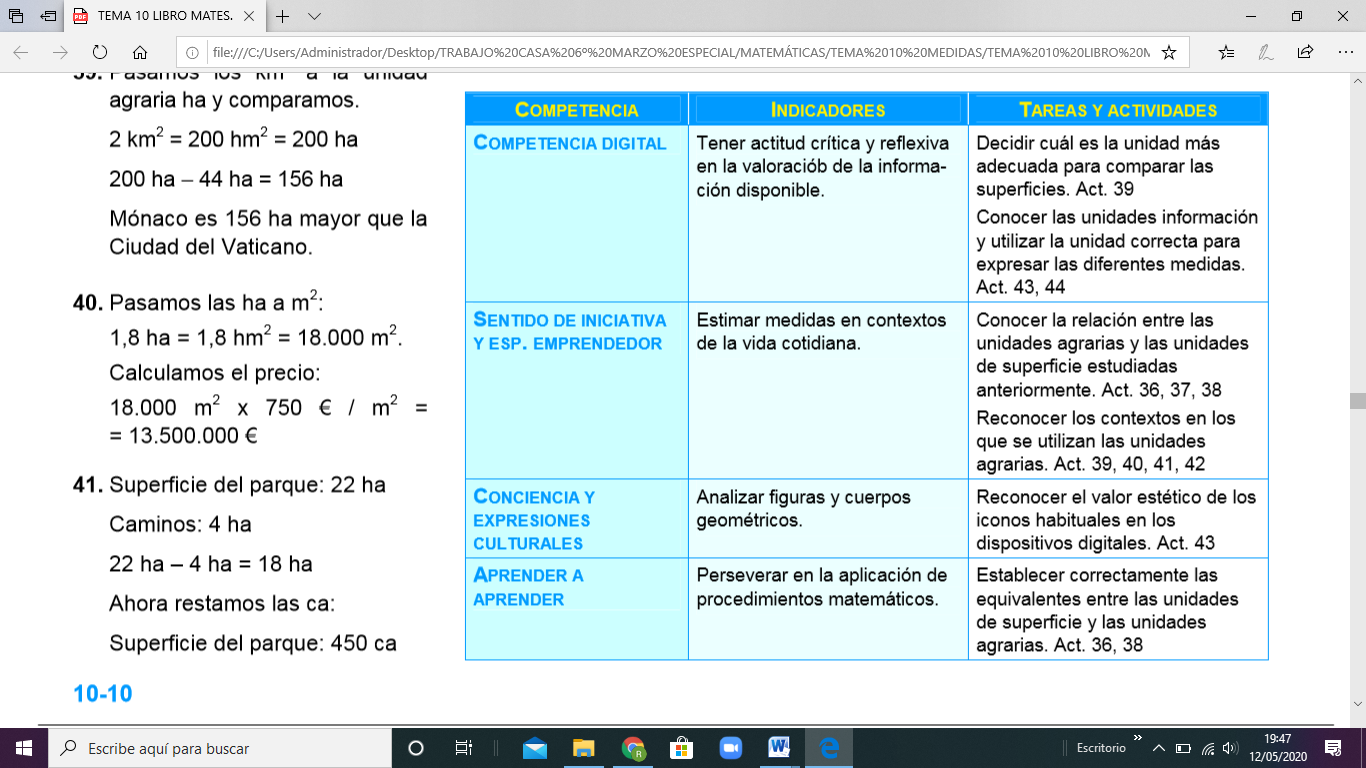 TEMA 10 LIBRO MATES.
file:///C:/Users/Administrador/Desktop/TRABAJO%20CASA%206º%20MARZO%20ESPECIAL/MATEMÁTICAS/TEMA%2010%20MEDIDAS/TEMA%2010%20LIBRO%20M
39. Pasamos los km² a la unidad
agraria ha y comparamos.
2 km² = 200 hm² = 200 ha
200 ha – 44 ha = 156 ha
Mónaco es 156 ha mayor que la
Ciudad del Vaticano.
40. Pasamos las ha a m²:
1,8 ha = 1,8 hm² = 18.000 m².
Calculamos el precio:
18.000 m² x 750 € / m² =
= 13.500.000 €
41. Superficie del parque: 22 ha
Caminos: 4 ha
22 ha – 4 ha = 18 ha
Ahora restamos las ca:
Superficie del parque: 450 ca
10-10
COMPETENCIA INDICADORES TAREAS Y ACTIVIDADES
COMPETENCIA DIGITAL
Tener actitud crítica y reflexiva
en la valoraciób de la informa-
ción disponible.
Decidir cuál es la unidad más
adecuada para comparar las
superficies. Act. 39
Conocer las unidades información
y utilizar la unidad correcta para
expresar las diferentes medidas.
Act. 43, 44
SENTIDO DE INICIATIVA
Y ESP. EMPRENDEDOR
Estimar medidas en contextos
de la vida cotidiana.
Conocer la relación entre las
unidades agrarias y las unidades
de superficie estudiadas
anteriormente. Act. 36, 37, 38
Reconocer los contextos en los
que se utilizan las unidades
agrarias. Act. 39, 40, 41, 42
CONCIENCIA Y
EXPRESIONES
CULTURALES
Analizar figuras y cuerpos
geométricos.
Reconocer el valor estético de los
iconos habituales en los
dispositivos digitales. Act. 43
APRENDER A
APRENDER
Perseverar en la aplicación de
procedimientos matemáticos.
Establecer correctamente las
equivalentes entre las unidades
de superficie y las unidades
agrarias. Act. 36, 38
Escribe aquí para buscar
Escritorio
19:47
12/05/2020